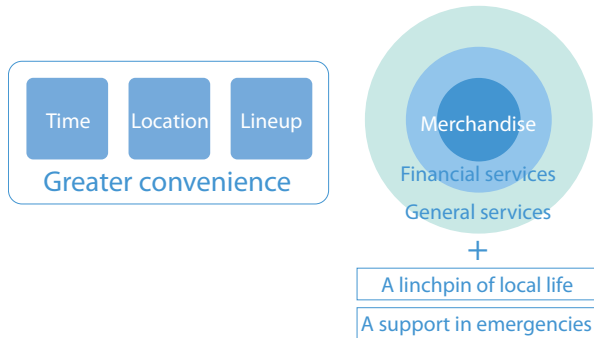 Time
Location
Lineup
Greater convenience
Merchandise
Financial services
General services
+
A linchpin of local life
A support in emergencies